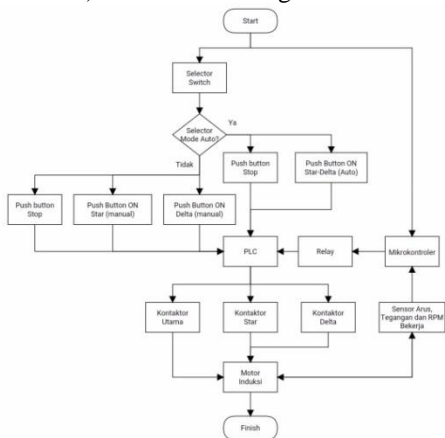 Start
Selector
Switch
Selector
Mode Auto?
Ya
Tidak
Push button
Stop
Push Button ON
Star-Delta (Auto)
Push button
Stop
Push Button ON
Star (manual)
Push Button ON
Delta (manual)
PLC
Relay
Mikrokontroler
Kontaktor
Utama
Kontaktor
Star
Kontaktor
Delta
Sensor Arus,
Tegangan dan RPM
Bekerja
Motor
Induksi
Finish